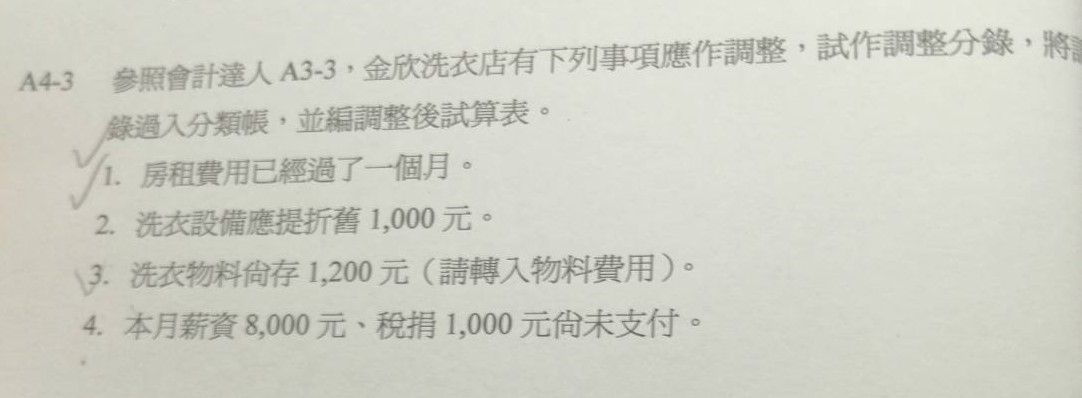 A4-3 參照會計達人 A3-3，金欣洗衣店有下列事項應作調整，試作調整分錄，將
錄過入分類帳，並編調整後試算表。
1. 房租費用已經過了一個月。
2. 洗衣設備應提折舊 1,000 元。
3. 洗衣物料尚存 1,200 元（請轉入物料費用）。
4. 本月薪資 8,000 元、稅捐 1,000 元尚未支付。